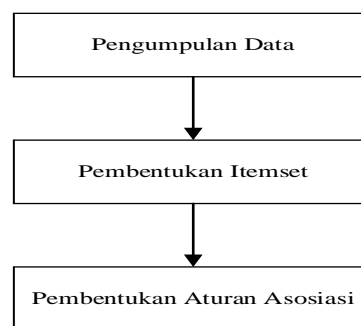 Pengumpulan Data
Pembentukan Itemset
Pembentukan Aturan Asosiasi